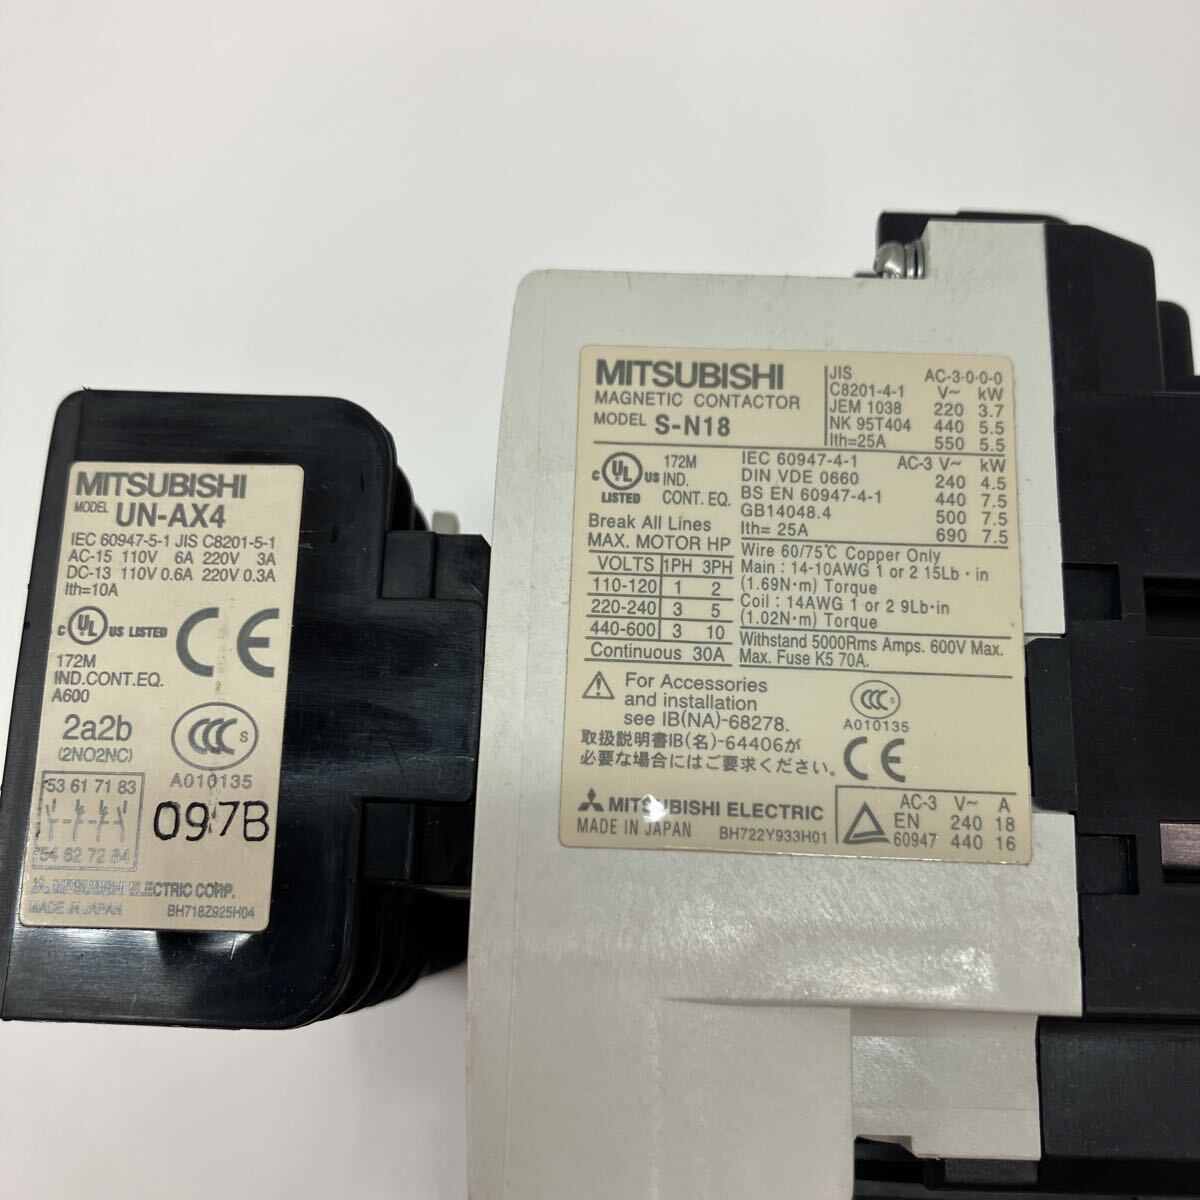 MITSUBISHI
MODEL UN-AX4
IEC 60947-5-1 JIS C8201-5-1
AC-15 110V 6A 220V 3A
DC-13 110V 0.6A 220V 0.3A
Ith=10A
C UL US LISTED
172M
IND.CONT.EQ.
A600
CE
2a2b
(2NO2NC)
CCC S
A010135
53 61 71 83
54 62 72 84
097B
MITSUBISHI ELECTRIC CORP.
MADE IN JAPAN BH718Z925H04
MITSUBISHI
MAGNETIC CONTACTOR
MODEL S-N18
JIS AC-3·0·0-0
C8201-4-1 V~ kW
JEM 1038 220 3.7
NK 95T404 440 5.5
Ith=25A 550 5.5
C UL US
LISTED
172M
IND.
CONT. EQ.
Break All Lines
MAX. MOTOR HP
VOLTS 1PH 3PH
110-120 1 2
220-240 3 5
440-600 3 10
Continuous 30A
IEC 60947-4-1 AC-3 V~ kW
DIN VDE 0660 240 4.5
BS EN 60947-4-1 440 7.5
GB14048.4 500 7.5
Ith= 25A 690 7.5
Wire 60/75℃ Copper Only
Main : 14-10AWG 1 or 2 15Lb·in
(1.69N·m) Torque
Coil : 14AWG 1 or 2 9Lb·in
(1.02N·m) Torque
Withstand 5000Rms Amps. 600V Max.
Max. Fuse K5 70A.
For Accessories
and installation
see IB(NA)-68278.
取扱説明書IB(名)-64406が
必要な場合にはご要求ください。
CCC S
A010135
CE
MITSUBISHI ELECTRIC
MADE IN JAPAN BH722Y933H01
AC-3 V~ A
EN 240 18
60947 440 16